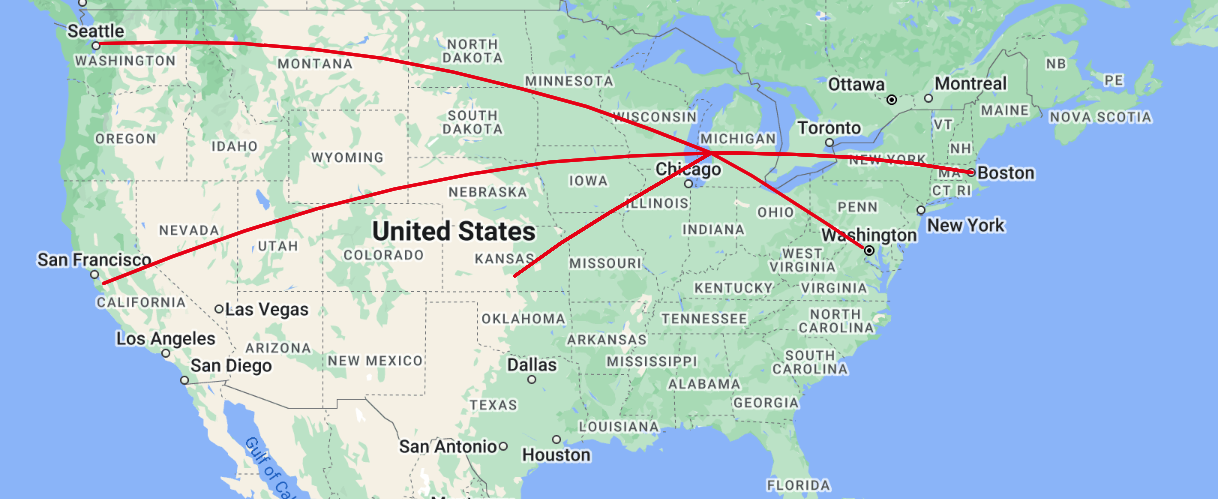 Seattle
WASHINGTON
MONTANA
NORTH
DAKOTA
MINNESOTA
Ottawa
Montreal
NB
PE
MAINE
NOVA SCOTIA
OREGON
IDAHO
SOUTH
DAKOTA
WISCONSIN
MICHIGAN
Toronto
VT
NH
WYOMING
NEW YORK
Chicago
MA
Boston
CT RI
NEBRASKA
IOWA
ILLINOIS
OHIO
PENN
New York
NEVADA
UTAH
United States
INDIANA
Washington
San Francisco
COLORADO
KANSAS
MISSOURI
WEST
VIRGINIA
KENTUCKY
VIRGINIA
CALIFORNIA
Las Vegas
OKLAHOMA
TENNESSEE
NORTH
CAROLINA
Los Angeles
ARIZONA
NEW MEXICO
ARKANSAS
MISSISSIPPI
SOUTH
CAROLINA
San Diego
Dallas
ALABAMA
GEORGIA
TEXAS
LOUISIANA
San Antonio
Houston
Gulf of Cal
FLORIDA